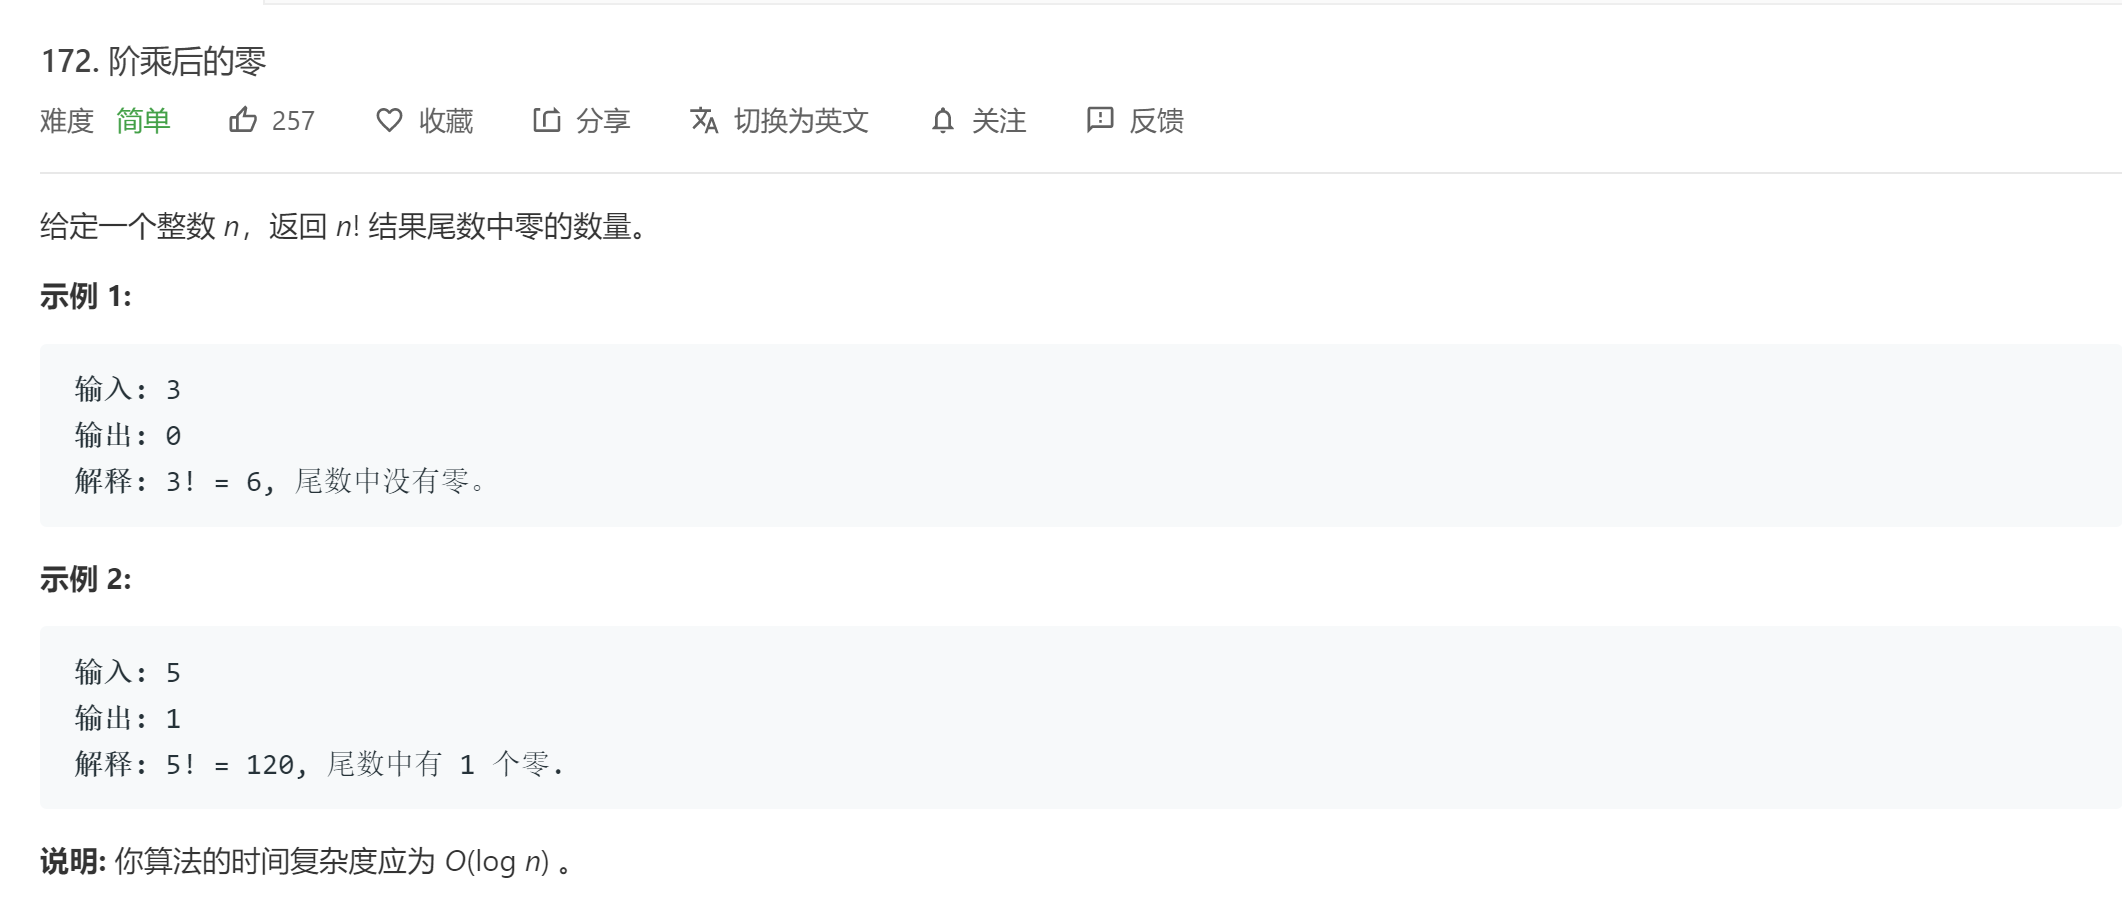 172. 阶乘后的零
难度 简单 257 收藏 分享 切换为英文 关注 反馈
给定一个整数 n，返回 n! 结果尾数中零的数量。
示例 1:
输入: 3
输出: 0
解释: 3! = 6, 尾数中没有零。
示例 2:
输入: 5
输出: 1
解释: 5! = 120, 尾数中有 1 个零.
说明: 你算法的时间复杂度应为 O(log n) 。